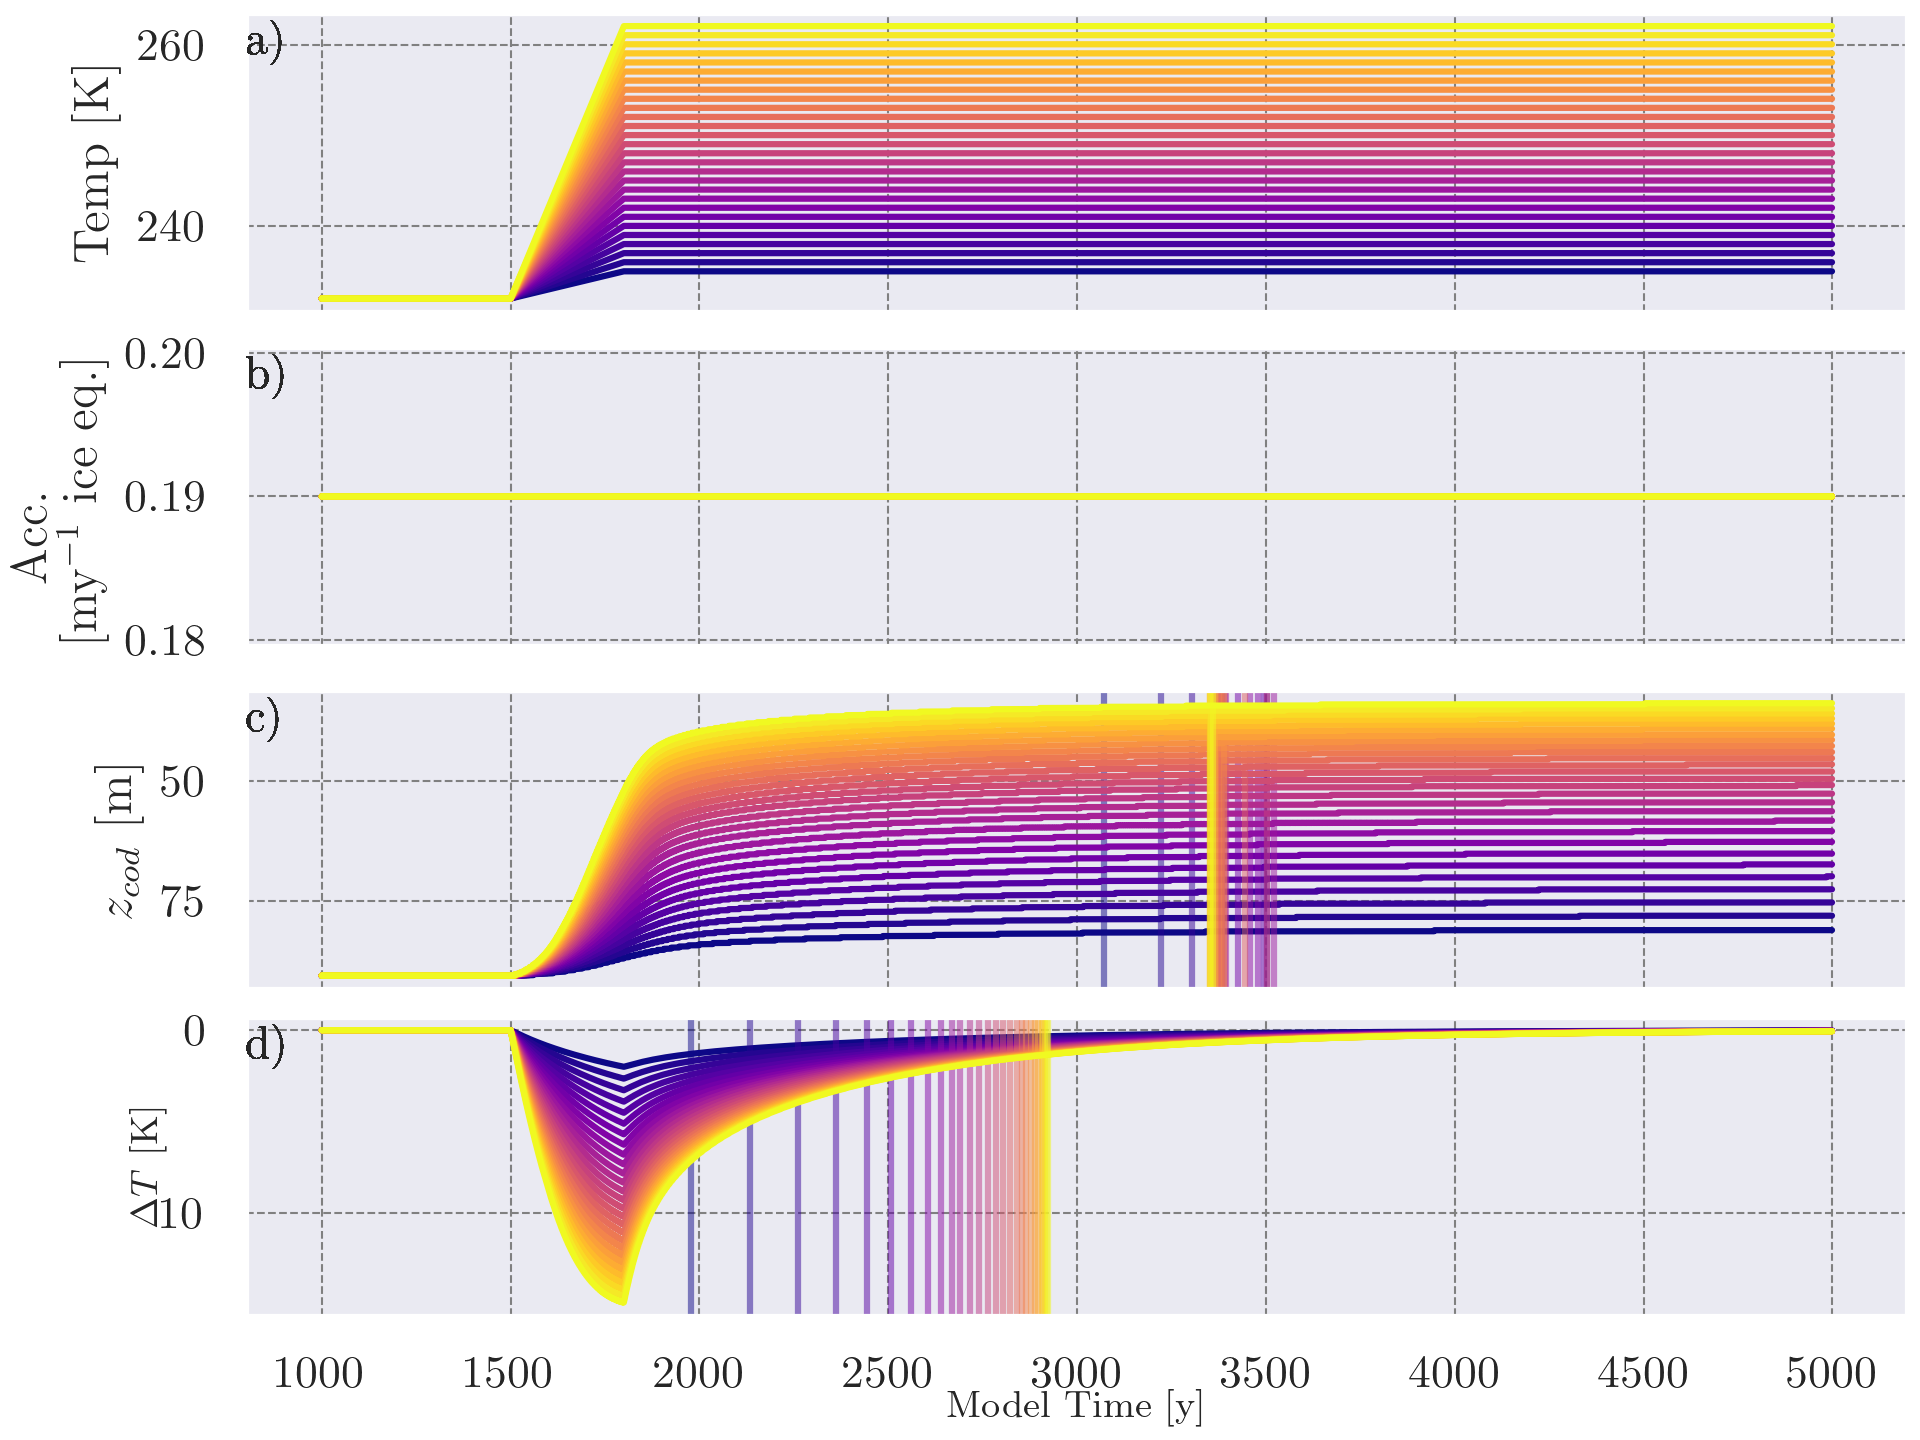 a)
260
240
Temp [K]
b)
0.20
0.19
0.18
Acc.
[my⁻¹ ice eq.]
c)
50
75
z_cod [m]
d)
0
10
ΔT [K]
1000 1500 2000 2500 3000 3500 4000 4500 5000
Model Time [y]